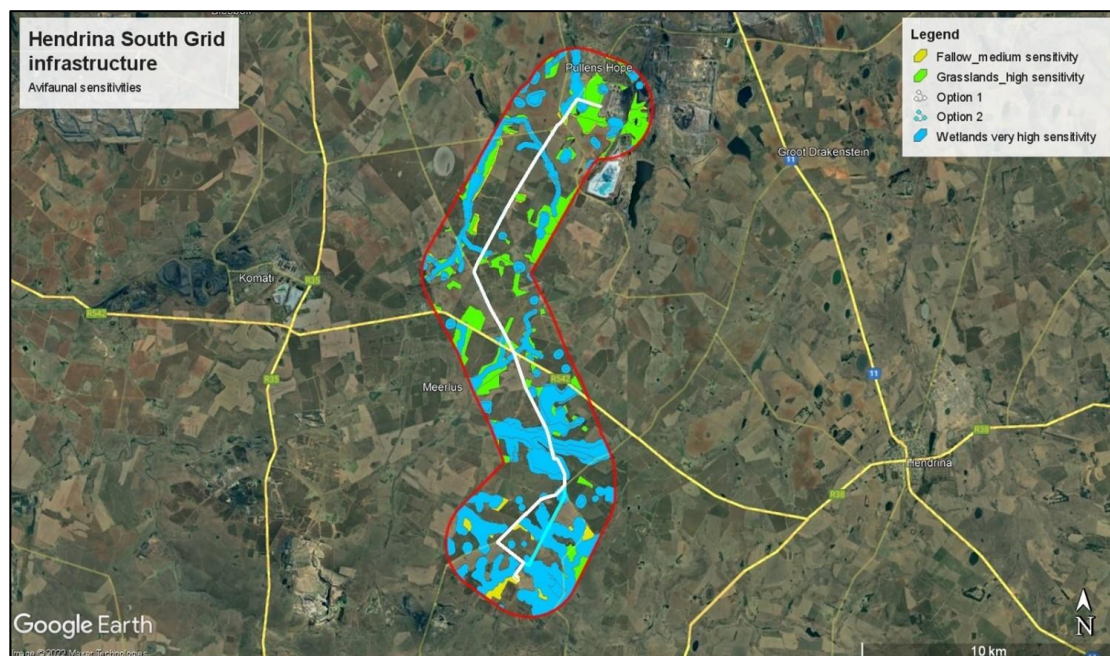 Hendrina South Grid
infrastructure
Avifaunal sensitivities
Legend
Fallow_medium sensitivity
Grasslands_high sensitivity
Option 1
Option 2
Wetlands very high sensitivity
Pullens Hope
Groot Drakenstein
11
Komati
R35
R542
R35
Meerlus
R542
11
R38
Hendrina
R38
Google Earth
Image © 2022 Maxar Technologies
N
10 km